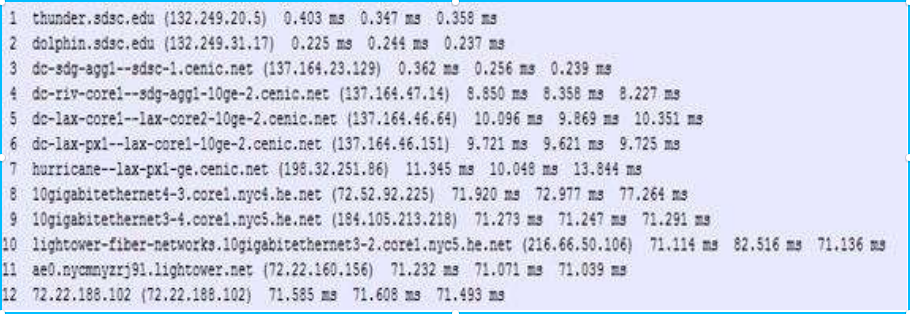 1 thunder.sdsc.edu (132.249.20.5) 0.403 ms 0.347 ms 0.358 ms
2 dolphin.sdsc.edu (132.249.31.17) 0.225 ms 0.244 ms 0.237 ms
3 dc-sdg-agg1--sdsc-1.cenic.net (137.164.23.129) 0.362 ms 0.256 ms 0.239 ms
4 dc-riv-core1--sdg-agg1-10ge-2.cenic.net (137.164.47.14) 8.850 ms 8.358 ms 8.227 ms
5 dc-lax-core1--lax-core2-10ge-2.cenic.net (137.164.46.64) 10.096 ms 9.869 ms 10.351 ms
6 dc-lax-px1--lax-core1-10ge-2.cenic.net (137.164.46.151) 9.721 ms 9.621 ms 9.725 ms
7 hurricane--lax-px1-ge.cenic.net (198.32.251.86) 11.345 ms 10.048 ms 13.844 ms
8 10gigabitethernet4-3.core1.nyc4.he.net (72.52.92.225) 71.920 ms 72.977 ms 77.264 ms
9 10gigabitethernet3-4.core1.nyc5.he.net (184.105.213.218) 71.273 ms 71.247 ms 71.291 ms
10 lightower-fiber-networks.10gigabitethernet3-2.core1.nyc5.he.net (216.66.50.106) 71.114 ms 82.516 ms 71.136 ms
11 ae0.nycmnyzrj91.lightower.net (72.22.160.156) 71.232 ms 71.071 ms 71.039 ms
12 72.22.188.102 (72.22.188.102) 71.585 ms 71.608 ms 71.493 ms